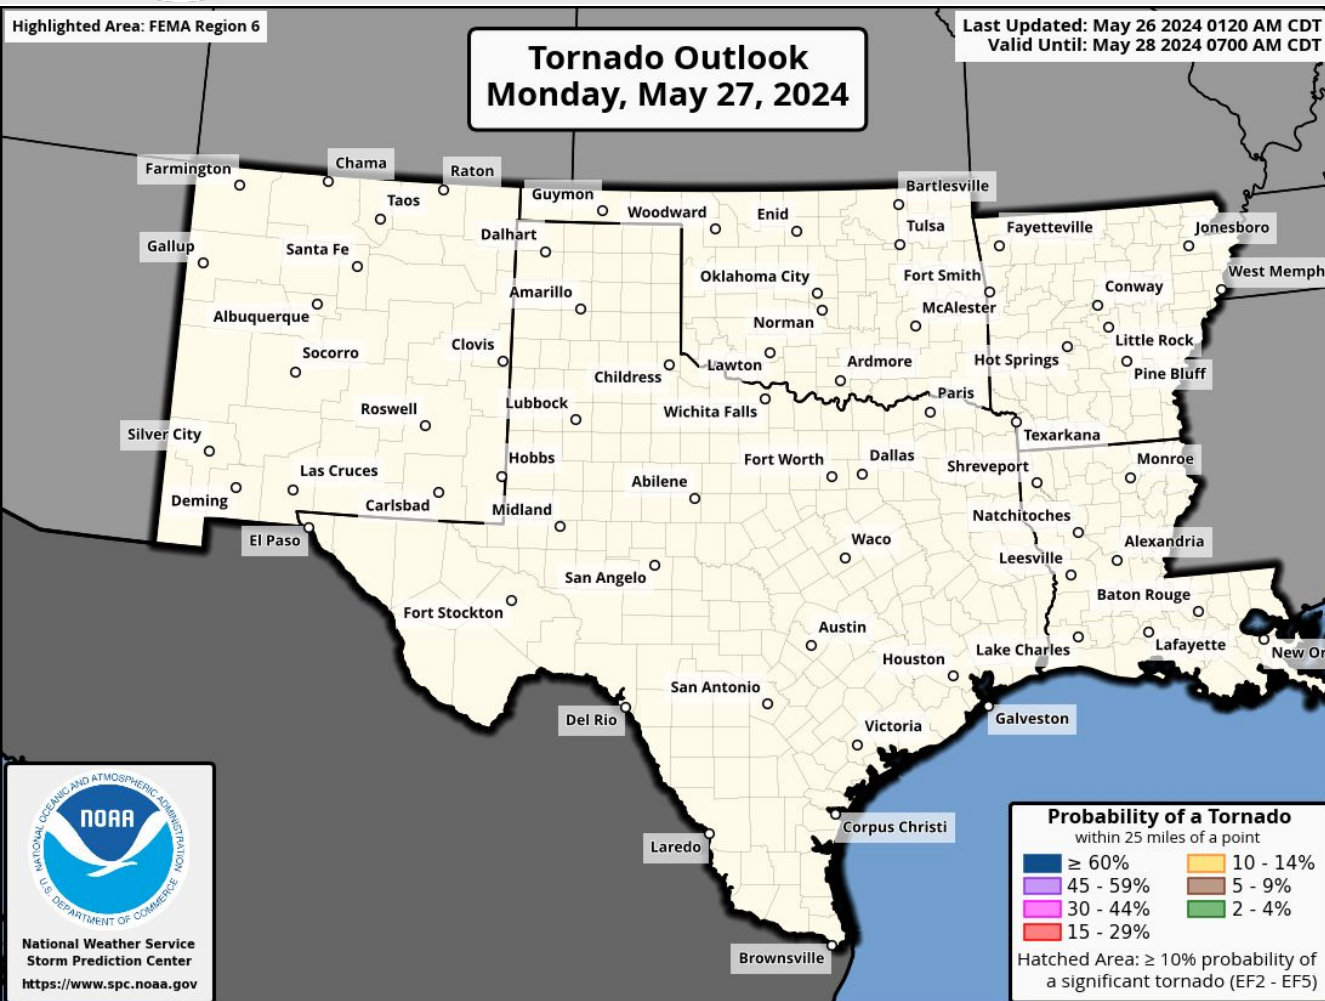 Highlighted Area: FEMA Region 6
Last Updated: May 26 2024 0120 AM CDT
Valid Until: May 28 2024 0700 AM CDT
Tornado Outlook
Monday, May 27, 2024
Farmington
Chama
Raton
Taos
Guymon
Woodward
Enid
Bartlesville
Tulsa
Fayetteville
Jonesboro
Gallup
Santa Fe
Dalhart
Oklahoma City
Fort Smith
West Memph
Amarillo
Conway
Albuquerque
Norman
McAlester
Little Rock
Socorro
Clovis
Childress
Lawton
Ardmore
Hot Springs
Pine Bluff
Roswell
Lubbock
Wichita Falls
Paris
Texarkana
Silver City
Las Cruces
Hobbs
Abilene
Fort Worth
Dallas
Shreveport
Monroe
Deming
Carlsbad
Midland
Natchitoches
El Paso
Waco
Leesville
Alexandria
San Angelo
Baton Rouge
Fort Stockton
Austin
Lake Charles
Lafayette
New Or
Houston
San Antonio
Del Rio
Galveston
Victoria
Laredo
Corpus Christi
Brownsville
NATIONAL OCEANIC AND ATMOSPHERIC ADMINISTRATION
NOAA
U.S. DEPARTMENT OF COMMERCE
National Weather Service
Storm Prediction Center
https://www.spc.noaa.gov
Probability of a Tornado
within 25 miles of a point
≥ 60%
10 - 14%
45 - 59%
5 - 9%
30 - 44%
2 - 4%
15 - 29%
Hatched Area: ≥ 10% probability of
a significant tornado (EF2 - EF5)